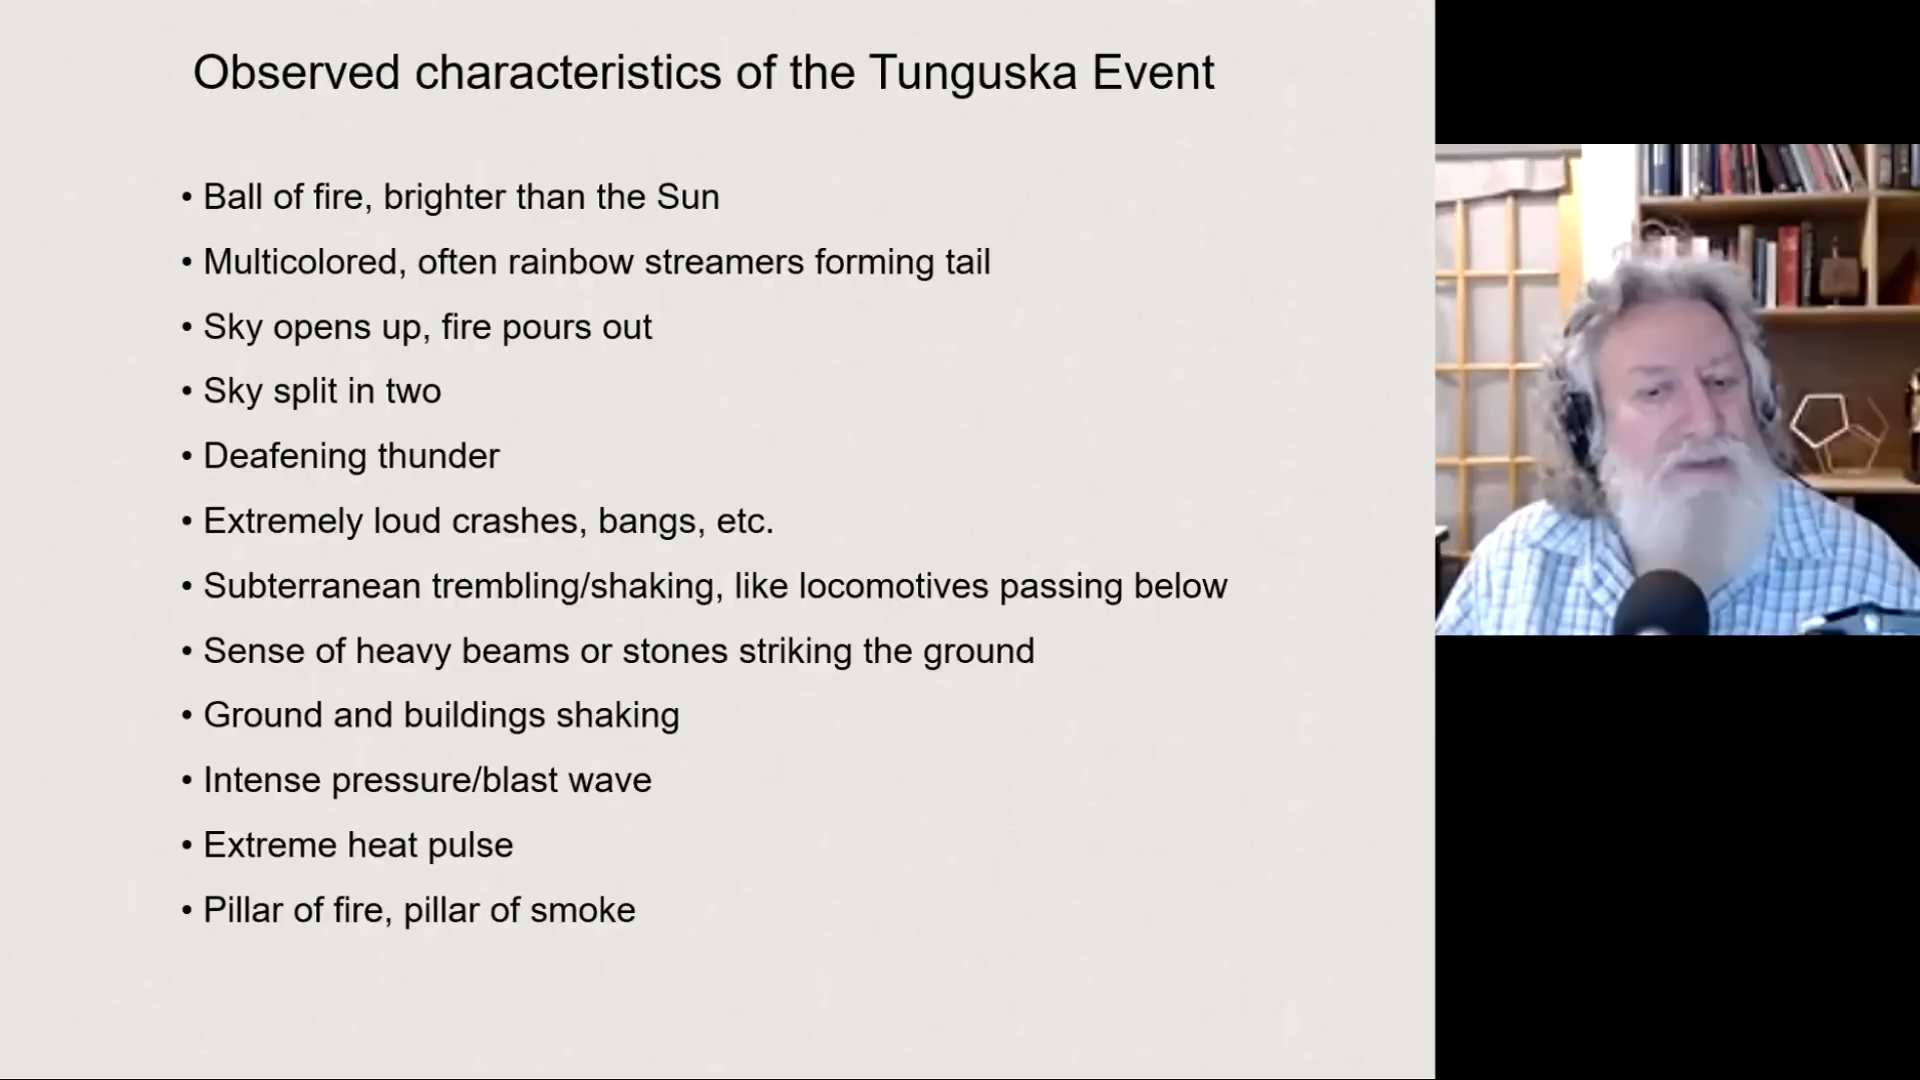 Observed characteristics of the Tunguska Event
• Ball of fire, brighter than the Sun
• Multicolored, often rainbow streamers forming tail
• Sky opens up, fire pours out
• Sky split in two
• Deafening thunder
• Extremely loud crashes, bangs, etc.
• Subterranean trembling/shaking, like locomotives passing below
• Sense of heavy beams or stones striking the ground
• Ground and buildings shaking
• Intense pressure/blast wave
• Extreme heat pulse
• Pillar of fire, pillar of smoke